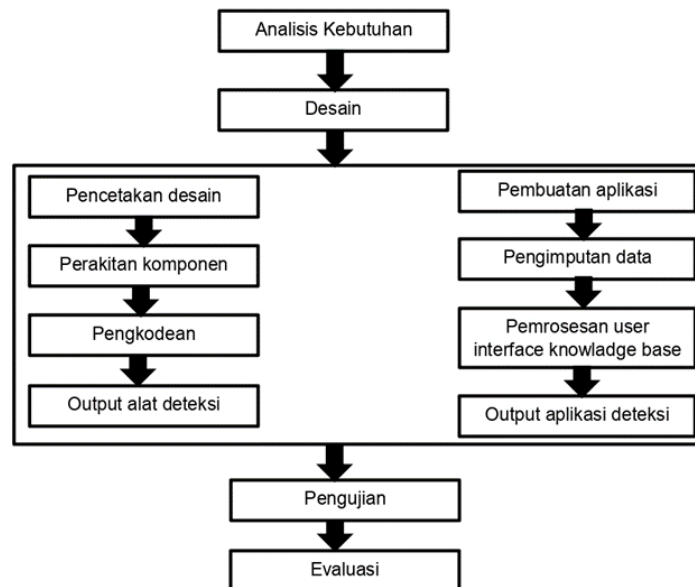 Analisis Kebutuhan
Desain
Pencetakan desain
Perakitan komponen
Pengkodean
Output alat deteksi
Pembuatan aplikasi
Pengimputan data
Pemrosesan user
interface knowladge base
Output aplikasi deteksi
Pengujian
Evaluasi